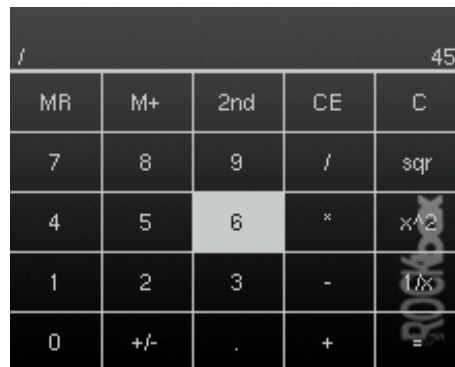 / 45
MR M+ 2nd CE C
7 8 9 / sqr
4 5 6 * x^2
1 2 3 - 1/x
0 +/- . + =
ROCKbox